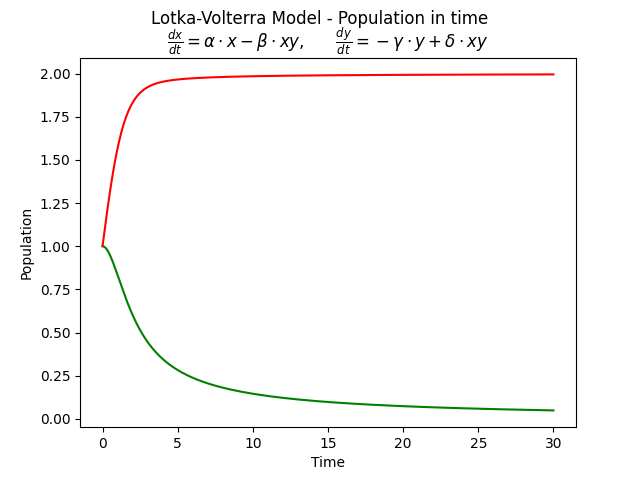 Lotka-Volterra Model - Population in time
dx/dt = α · x − β · xy,      dy/dt = −γ · y + δ · xy
2.00
1.75
1.50
1.25
1.00
0.75
0.50
0.25
0.00
Population
0 5 10 15 20 25 30
Time